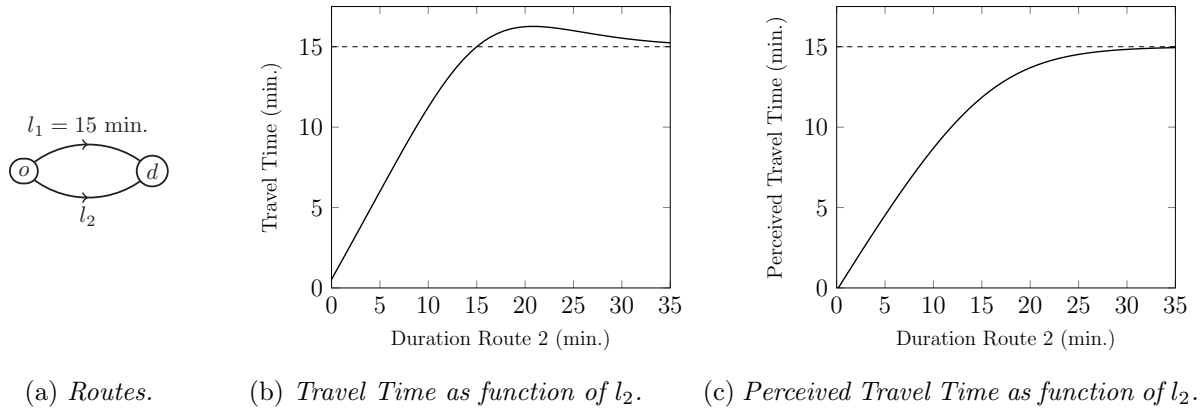 l₁ = 15 min.
o
d
l₂
Travel Time (min.)
15
10
5
0
0 5 10 15 20 25 30 35
Duration Route 2 (min.)
Perceived Travel Time (min.)
15
10
5
0
0 5 10 15 20 25 30 35
Duration Route 2 (min.)
(a) Routes.
(b) Travel Time as function of l₂.
(c) Perceived Travel Time as function of l₂.